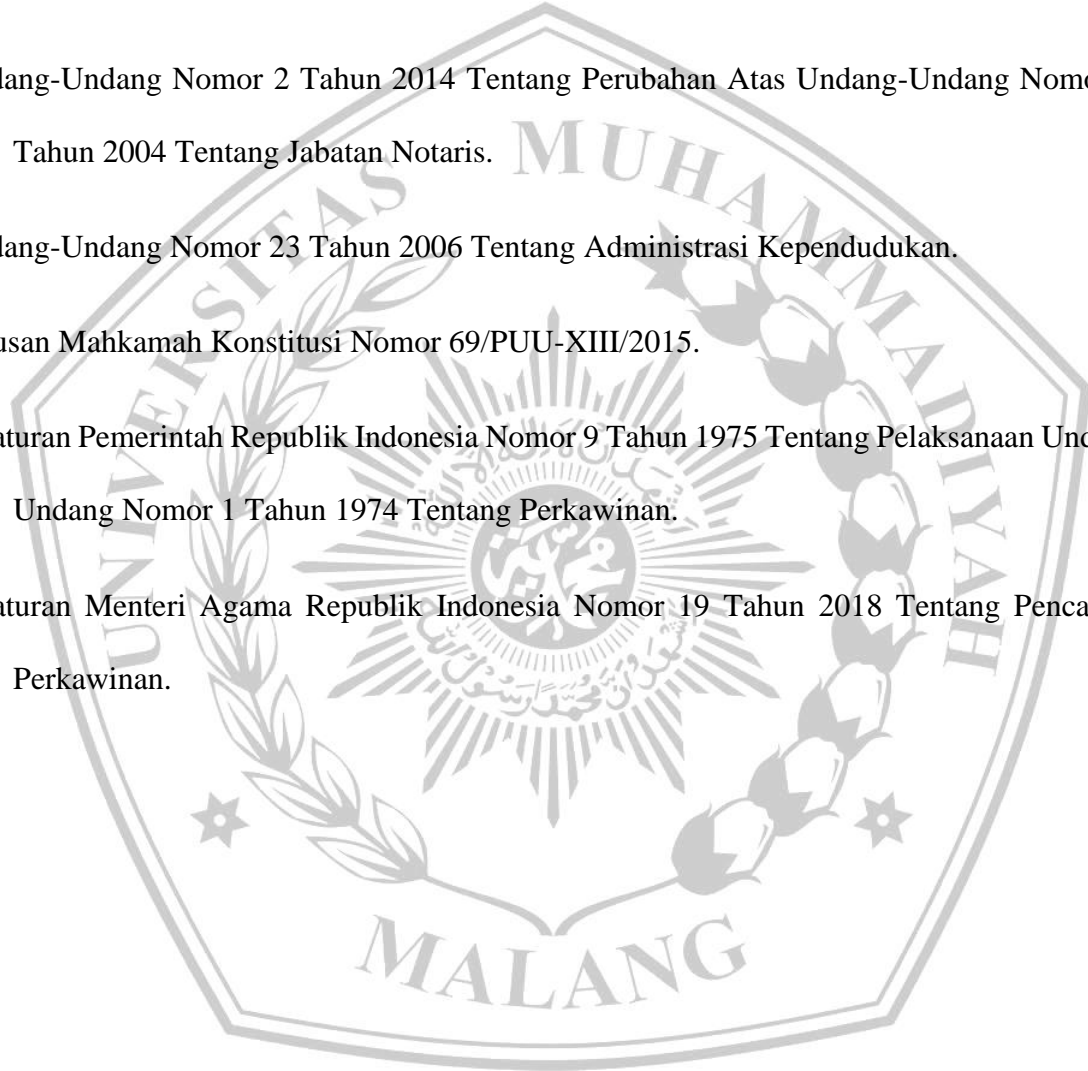 dang-Undang Nomor 2 Tahun 2014 Tentang Perubahan Atas Undang-Undang Nomo
Tahun 2004 Tentang Jabatan Notaris.
dang-Undang Nomor 23 Tahun 2006 Tentang Administrasi Kependudukan.
usan Mahkamah Konstitusi Nomor 69/PUU-XIII/2015.
aturan Pemerintah Republik Indonesia Nomor 9 Tahun 1975 Tentang Pelaksanaan Und
Undang Nomor 1 Tahun 1974 Tentang Perkawinan.
aturan Menteri Agama Republik Indonesia Nomor 19 Tahun 2018 Tentang Penca
Perkawinan.
UNIVERSITAS MUHAMMADIYAH
MALANG